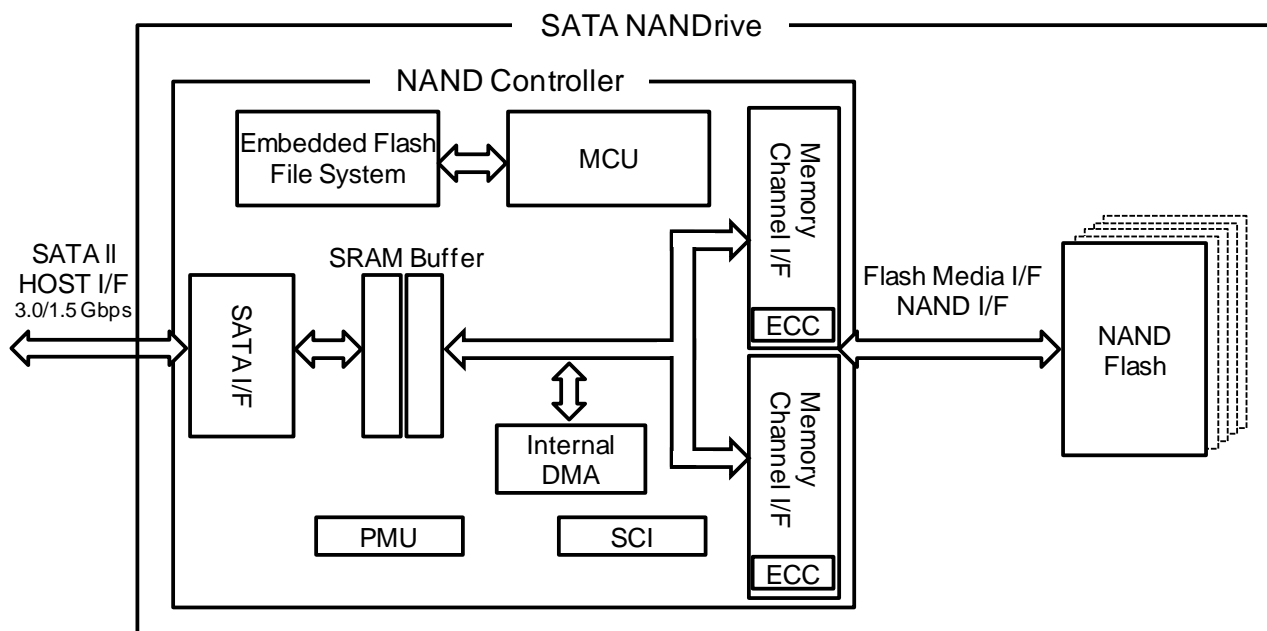 SATA NANDrive
NAND Controller
Embedded Flash
File System
MCU
Memory
Channel I/F
ECC
SATA II
HOST I/F
3.0/1.5 Gbps
SATA I/F
SRAM Buffer
Internal
DMA
PMU
SCI
Memory
Channel I/F
ECC
Flash Media I/F
NAND I/F
NAND
Flash